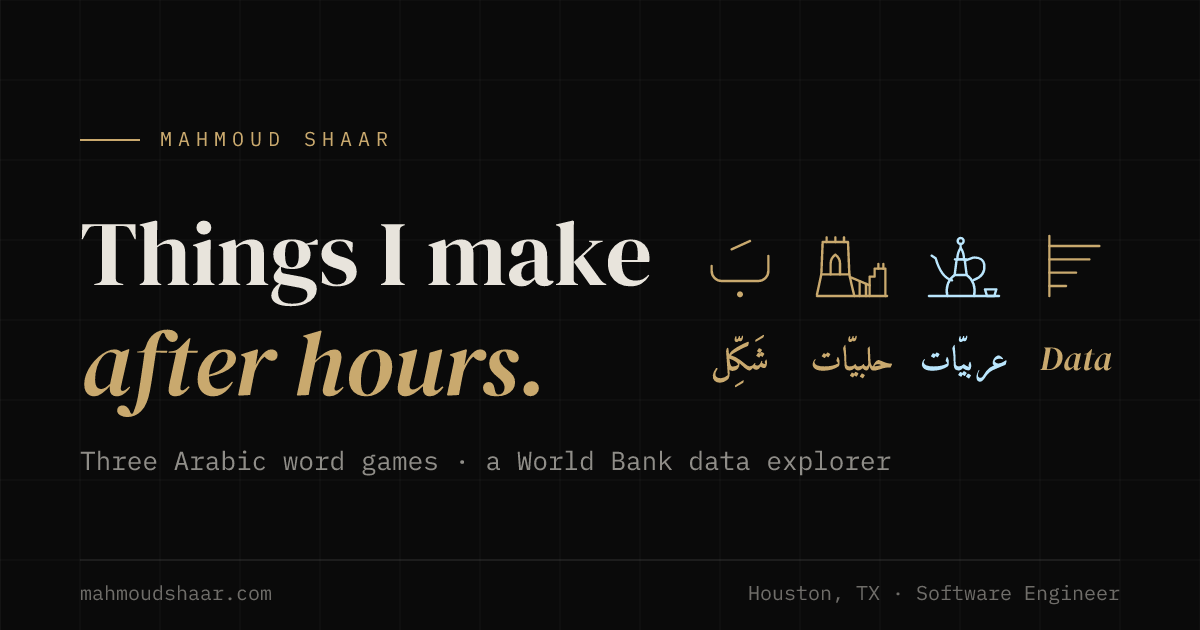 MAHMOUD SHAAR
Things I make
after hours.
بَ
شَكِّل
حلبيّات
عربيّات
Data
Three Arabic word games · a World Bank data explorer
mahmoudshaar.com
Houston, TX · Software Engineer